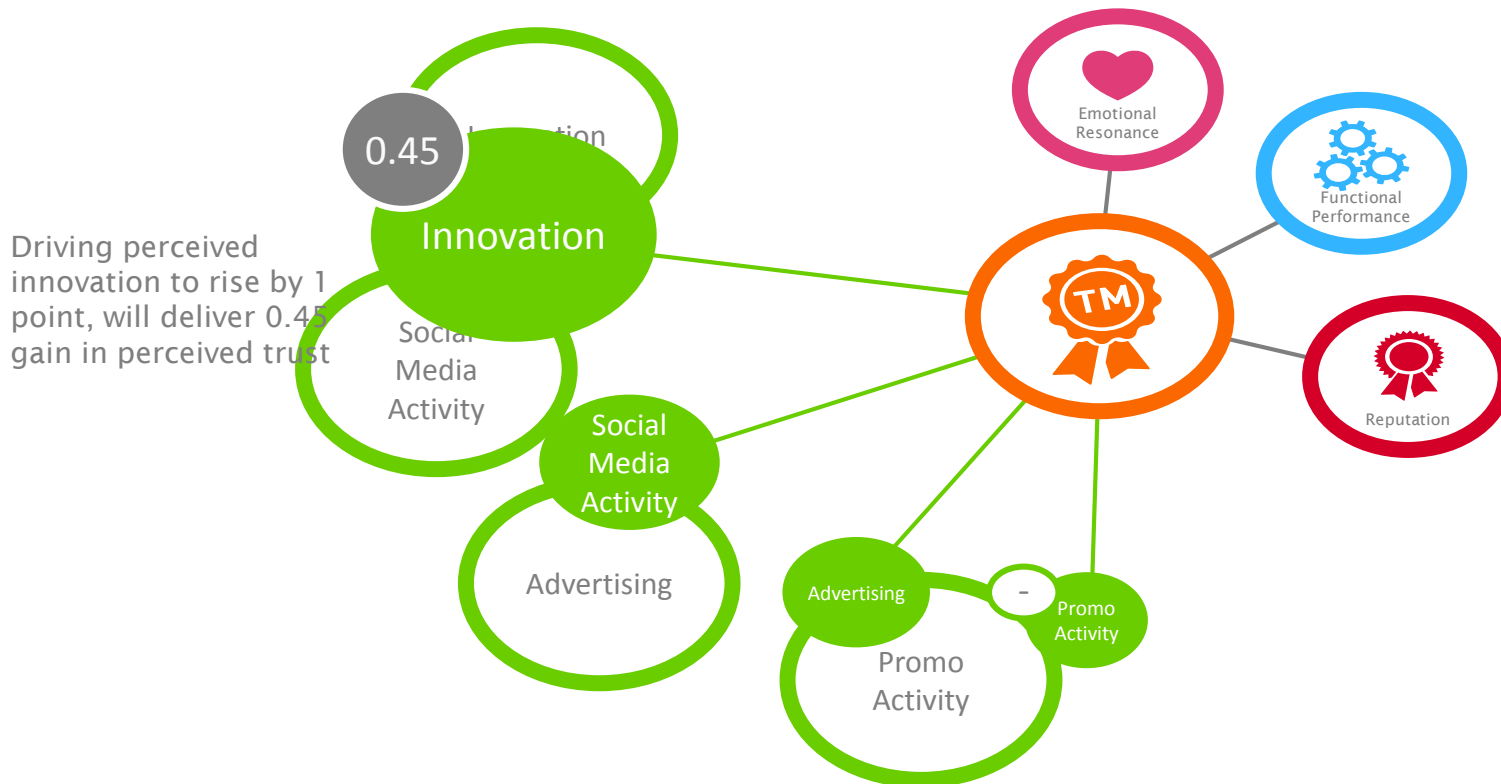 0.45
Innovation
Driving perceived
innovation to rise by 1
point, will deliver 0.45
gain in perceived trust
Social
Media
Activity
Social
Media
Activity
Advertising
Advertising
-
Promo
Activity
Promo
Activity
TM
Emotional
Resonance
Functional
Performance
Reputation